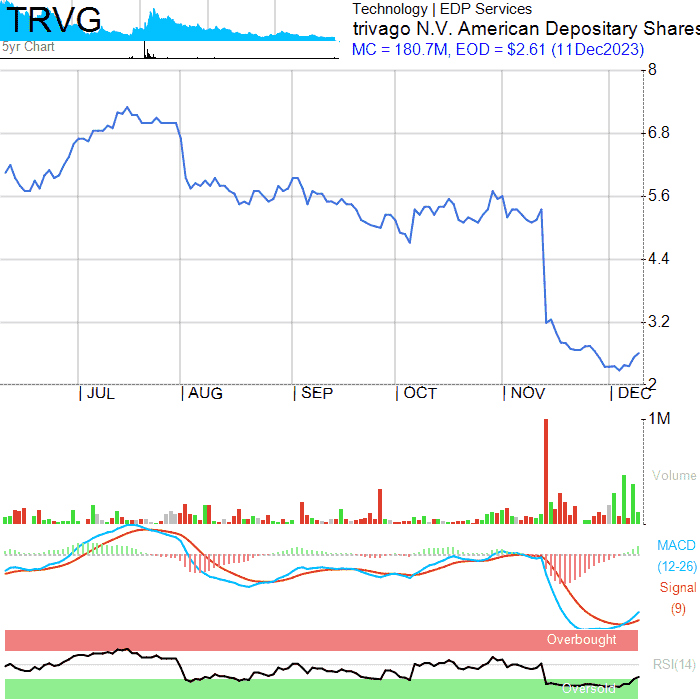 TRVG
5yr Chart
Technology | EDP Services
trivago N.V. American Depositary Shares
MC = 180.7M, EOD = $2.61 (11Dec2023)
8
6.8
5.6
4.4
3.2
2
| JUL | AUG | SEP | OCT | NOV | DEC
1M
Volume
MACD
(12-26)
Signal
(9)
Overbought
RSI(14)
Oversold